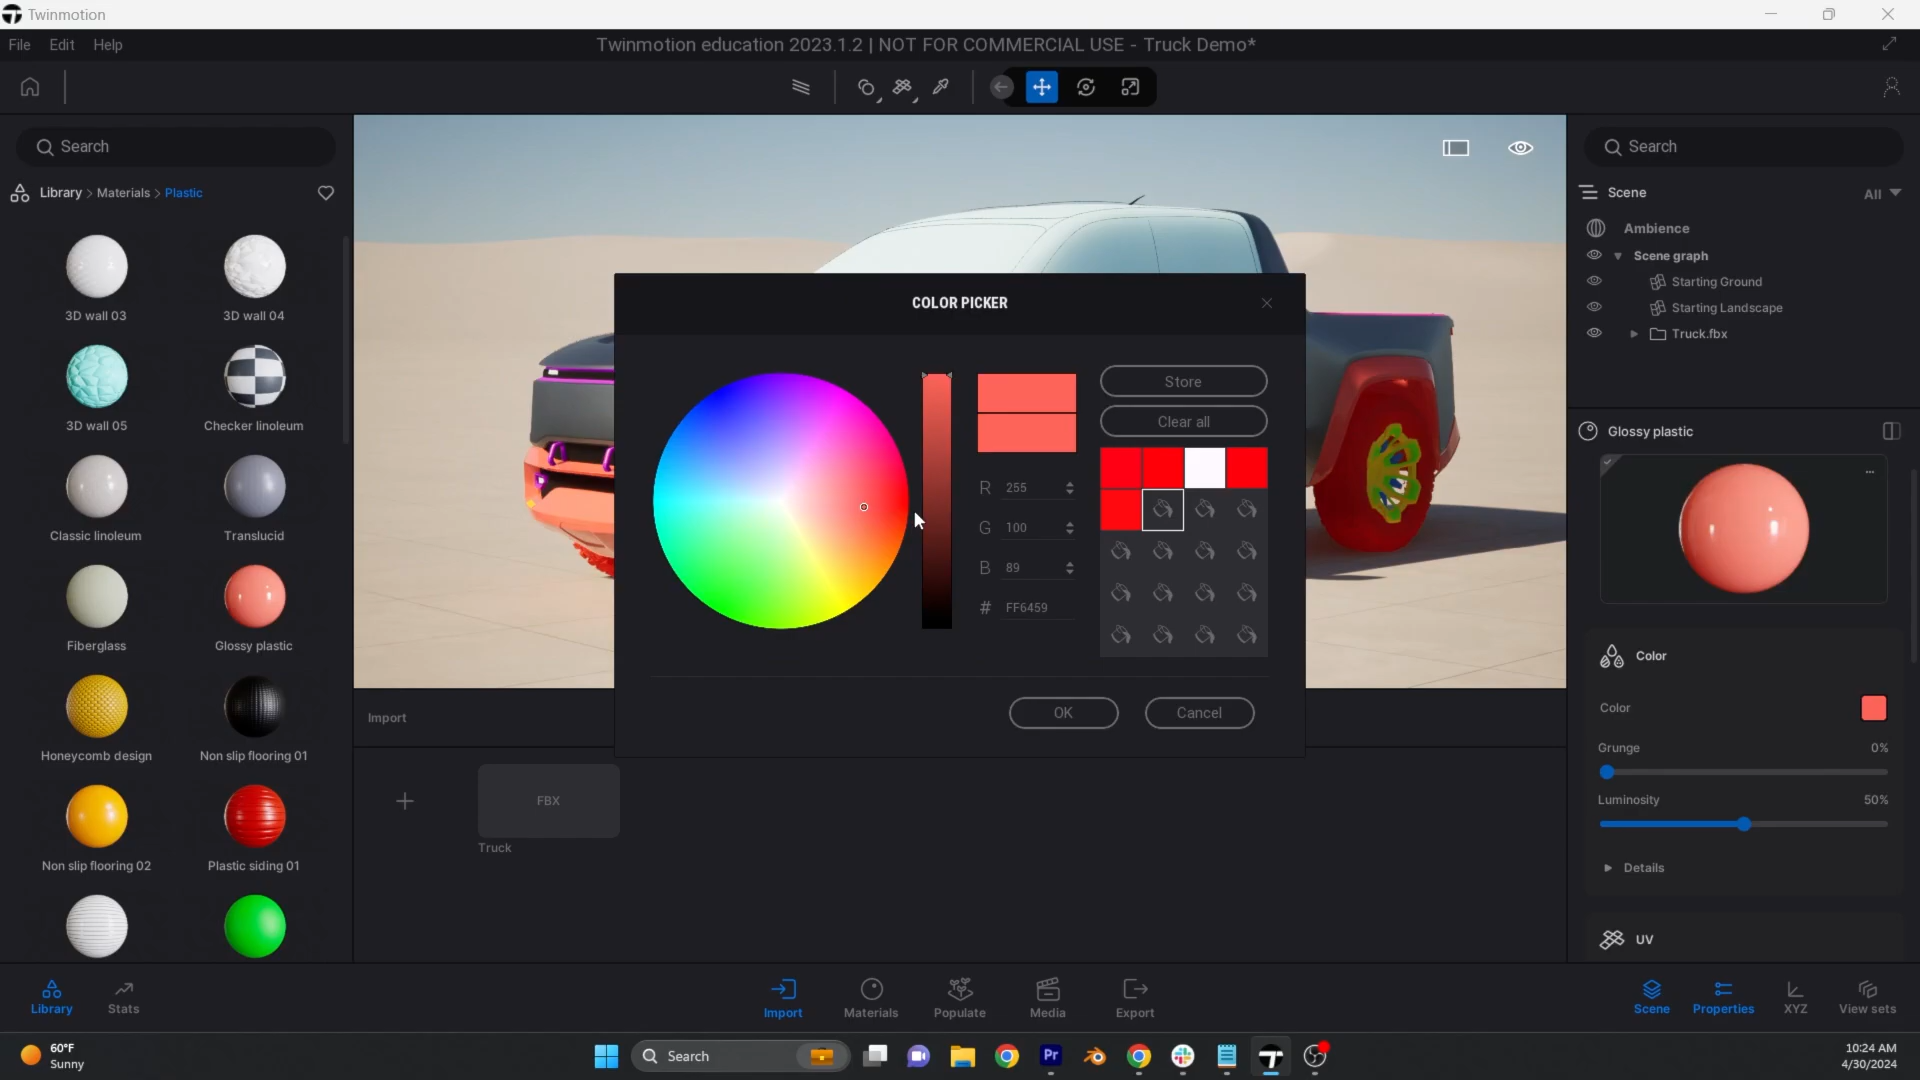 Twinmotion
File Edit Help
Twinmotion education 2023.1.2 | NOT FOR COMMERCIAL USE - Truck Demo*
Search
Library > Materials > Plastic
3D wall 03
3D wall 04
3D wall 05
Checker linoleum
Classic linoleum
Translucid
Fiberglass
Glossy plastic
Honeycomb design
Non slip flooring 01
Non slip flooring 02
Plastic siding 01
COLOR PICKER
Store
Clear all
R 255
G 100
B 89
# FF6459
OK
Cancel
Import
FBX
Truck
Search
Scene
All
Ambience
Scene graph
Starting Ground
Starting Landscape
Truck.fbx
Glossy plastic
Color
Color
Grunge 0%
Luminosity 50%
Details
UV
Library
Stats
Import
Materials
Populate
Media
Export
Scene
Properties
XYZ
View sets
60°F
Sunny
Search
Pr
10:24 AM
4/30/2024